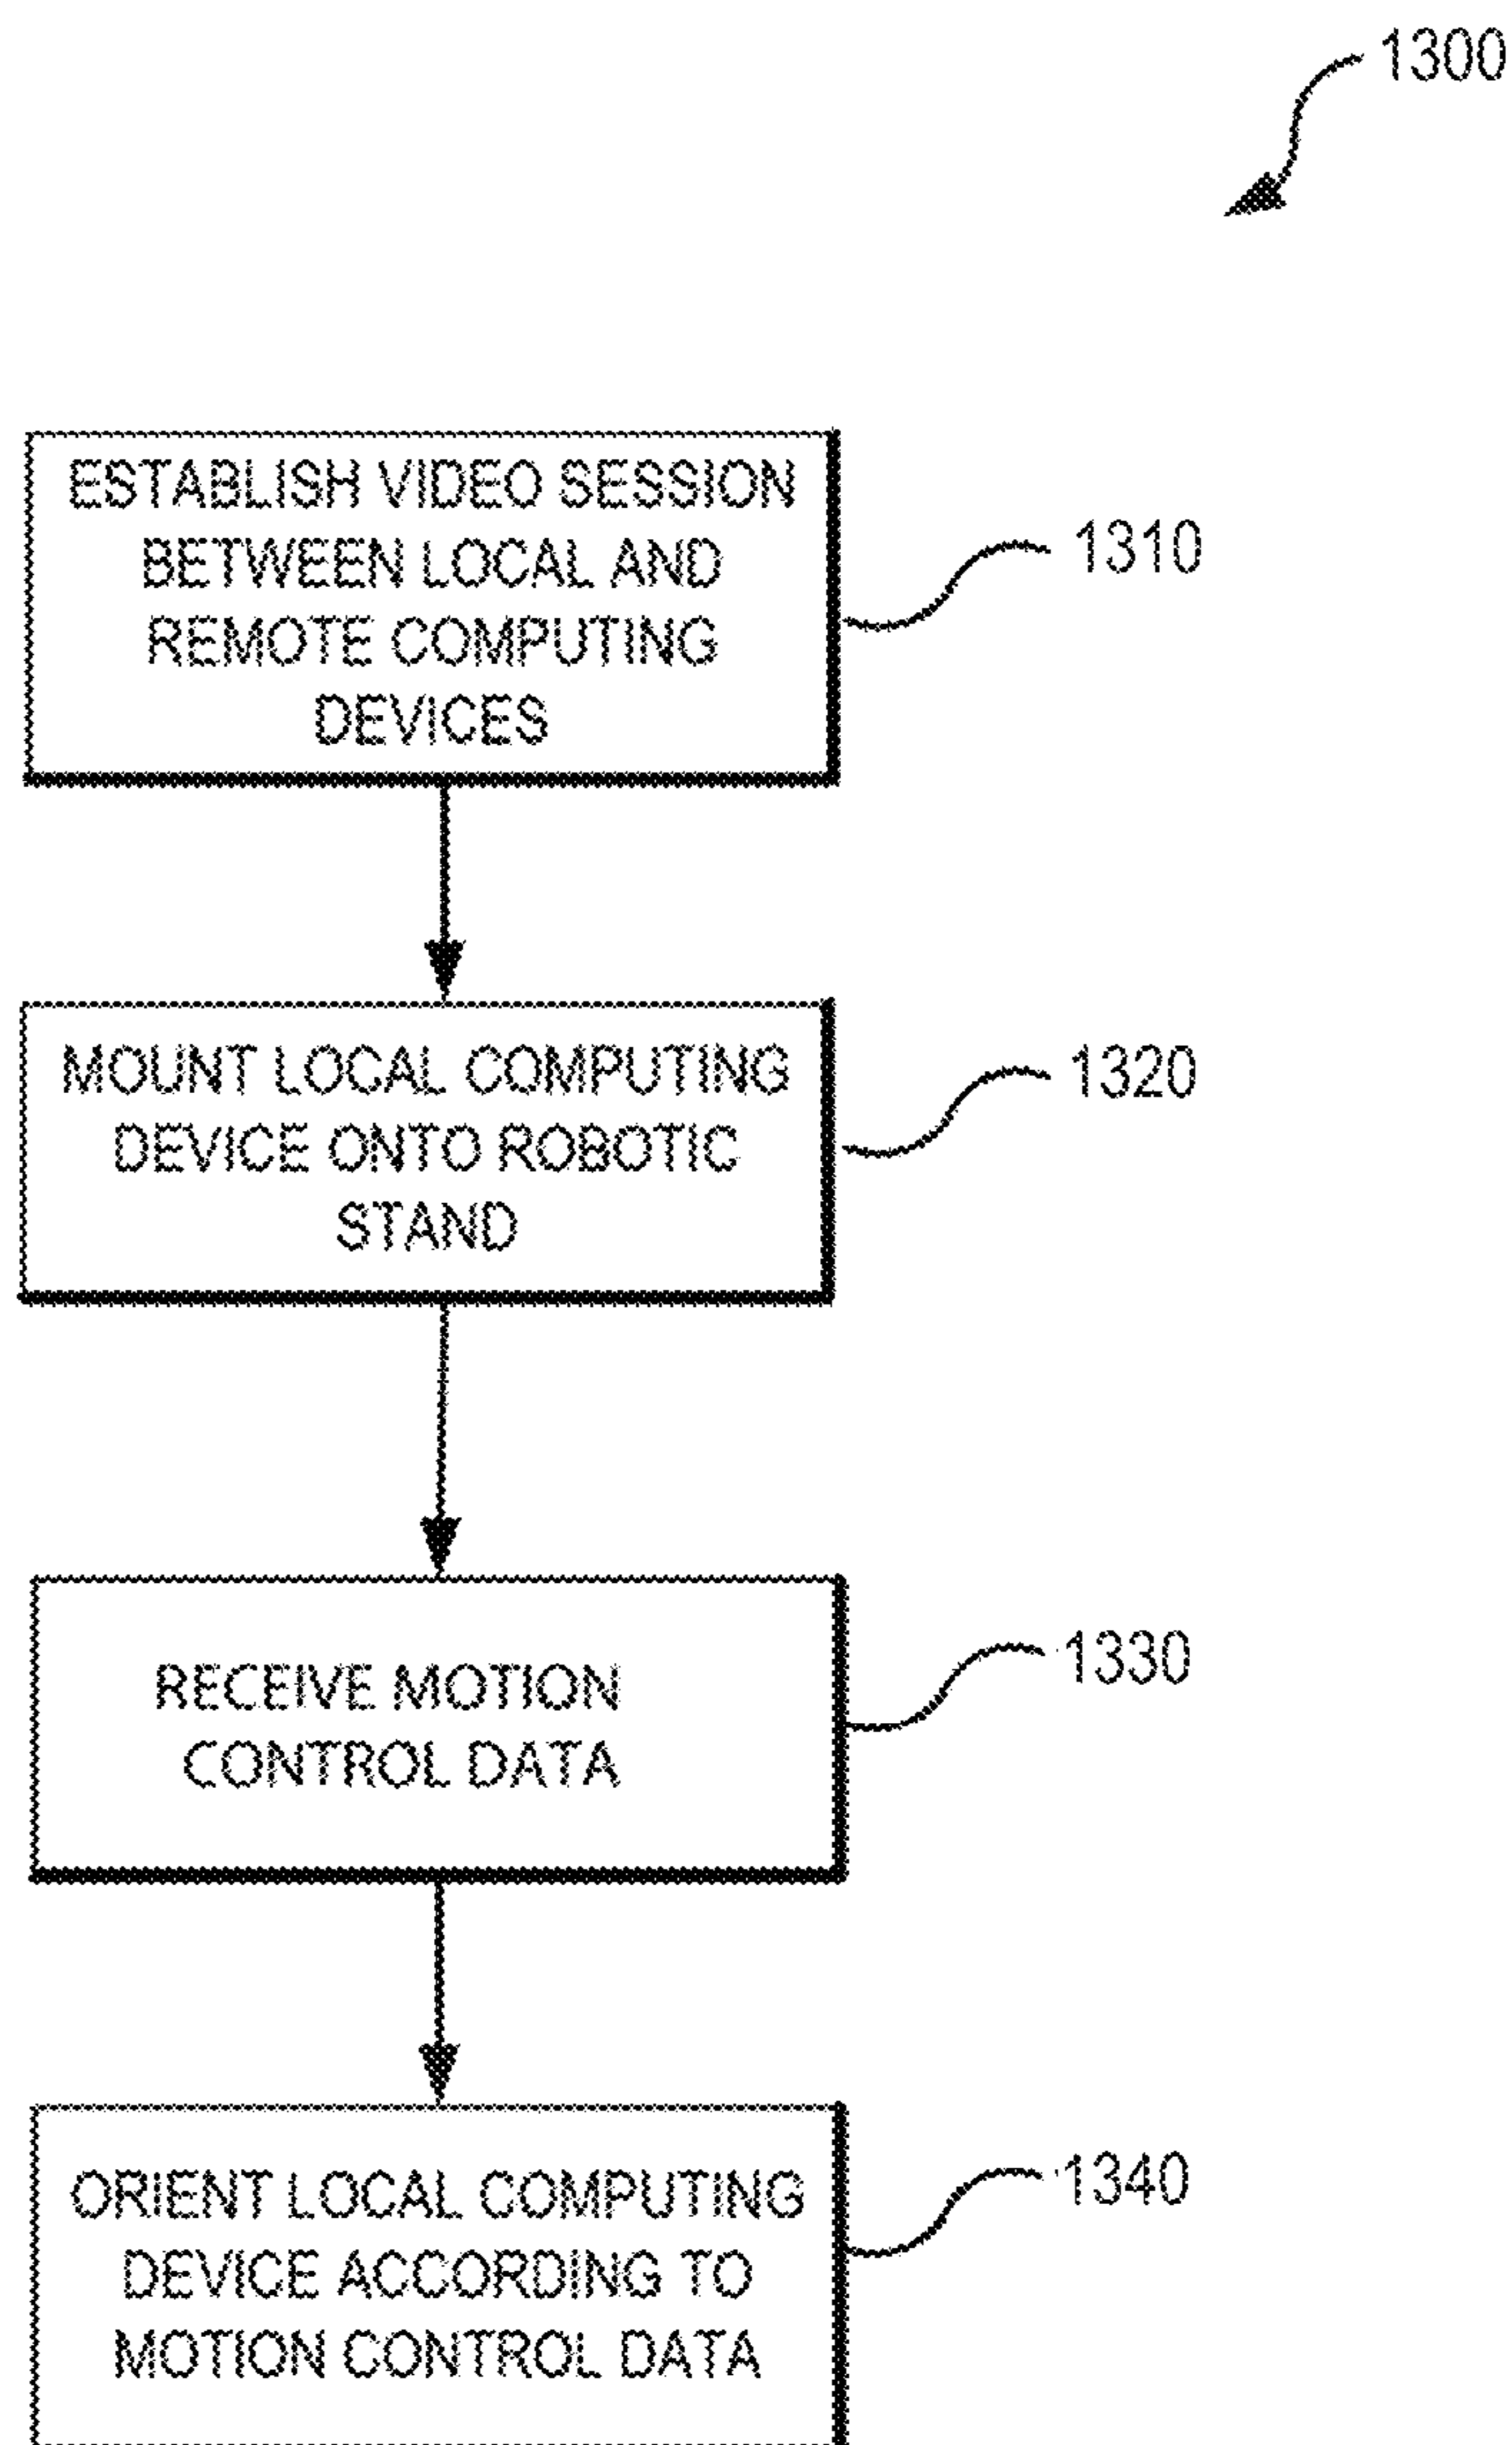 1300
ESTABLISH VIDEO SESSION
BETWEEN LOCAL AND
REMOTE COMPUTING
DEVICES
1310
MOUNT LOCAL COMPUTING
DEVICE ONTO ROBOTIC
STAND
1320
RECEIVE MOTION
CONTROL DATA
1330
ORIENT LOCAL COMPUTING
DEVICE ACCORDING TO
MOTION CONTROL DATA
1340